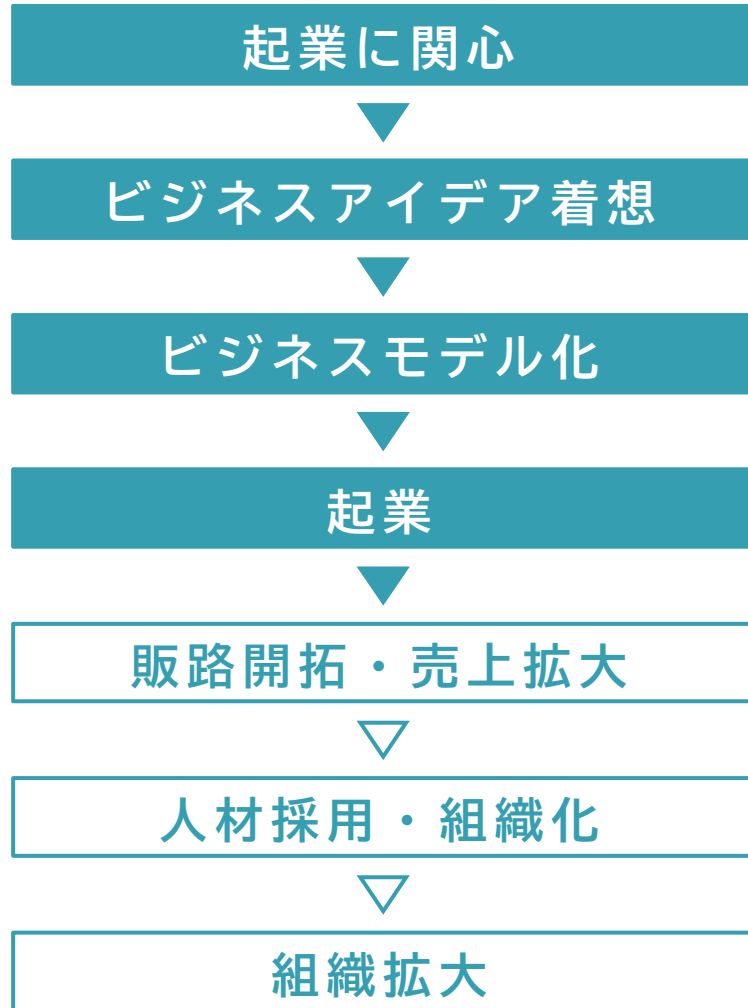 起業に関心
ビジネスアイデア着想
ビジネスモデル化
起業
販路開拓・売上拡大
人材採用・組織化
組織拡大